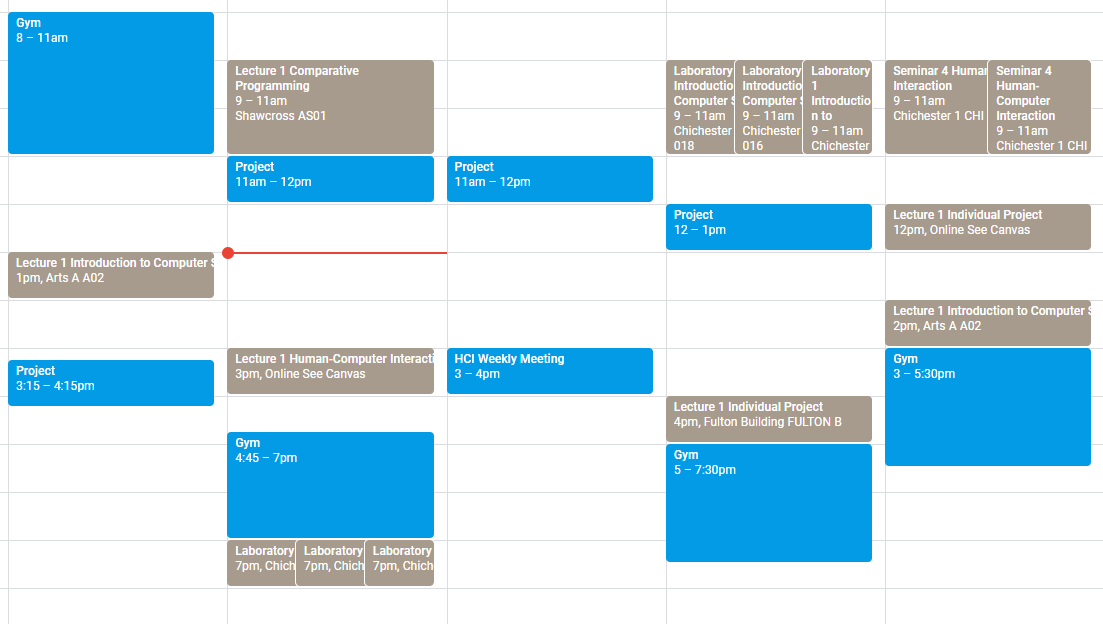 Gym
8 – 11am
Lecture 1 Introduction to Computer S
1pm, Arts A A02
Project
3:15 – 4:15pm
Lecture 1 Comparative
Programming
9 – 11am
Shawcross AS01
Project
11am – 12pm
Lecture 1 Human-Computer Interacti
3pm, Online See Canvas
Gym
4:45 – 7pm
Laboratory
7pm, Chich
Laboratory
7pm, Chich
Laboratory
7pm, Chich
Project
11am – 12pm
HCI Weekly Meeting
3 – 4pm
Laboratory
Introductio
Computer S
9 – 11am
Chichester
018
Laboratory
Introductio
Computer S
9 – 11am
Chichester
016
Laboratory
1
Introductio
n to
9 – 11am
Chichester
Project
12 – 1pm
Lecture 1 Individual Project
4pm, Fulton Building FULTON B
Gym
5 – 7:30pm
Seminar 4 Human
Interaction
9 – 11am
Chichester 1 CHI
Seminar 4
Human-
Computer
Interaction
9 – 11am
Chichester 1 CHI
Lecture 1 Individual Project
12pm, Online See Canvas
Lecture 1 Introduction to Computer S
2pm, Arts A A02
Gym
3 – 5:30pm